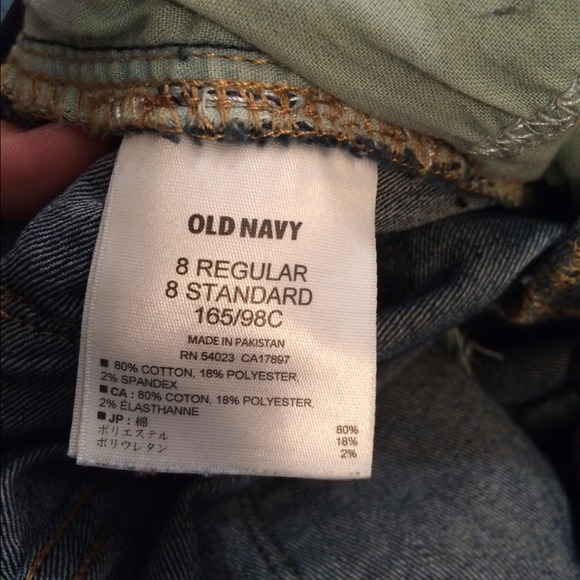 OLD NAVY
8 REGULAR
8 STANDARD
165/98C
MADE IN PAKISTAN
RN 54023 CA17897
■ 80% COTTON, 18% POLYESTER,
2% SPANDEX
■ CA : 80% COTON, 18% POLYESTER,
2% ÉLASTHANNE
■ JP : 綿 80%
ポリエステル 18%
ポリウレタン 2%